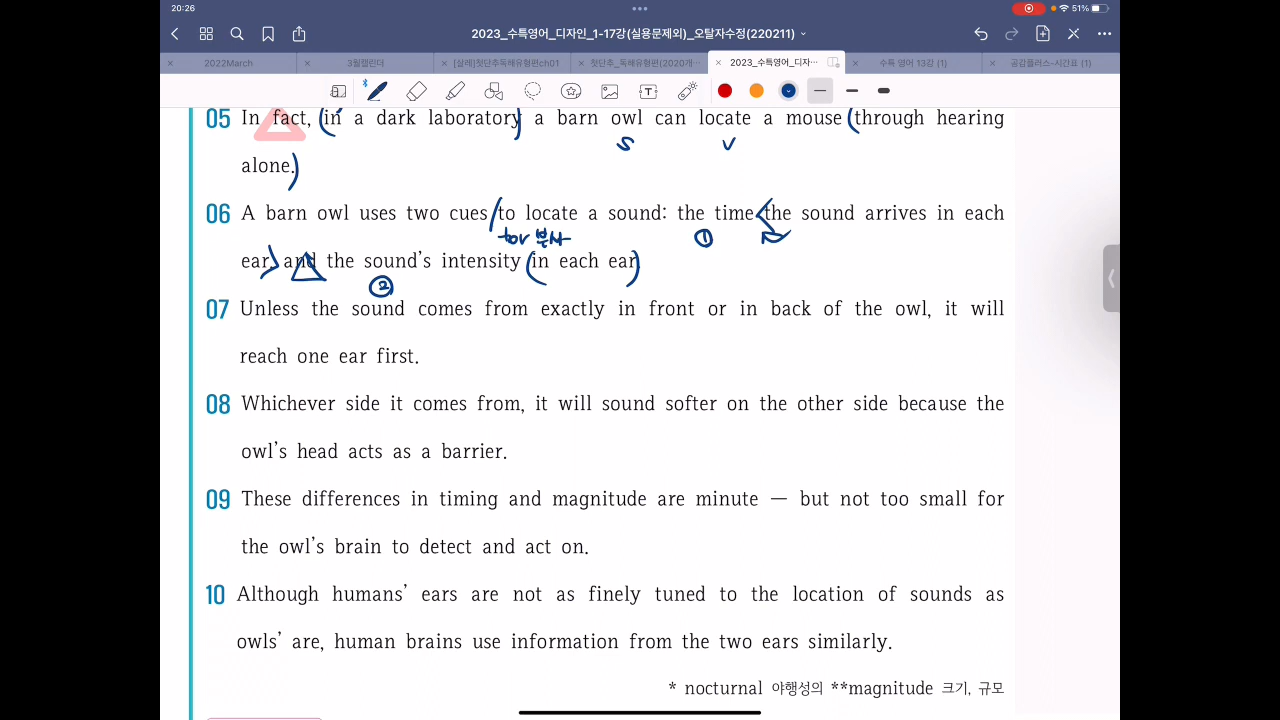 20:26
51%
2023_수특영어_디자인_1-17강(실용문제외)_오탈자수정(220211)
2022March
3월캘린더
[실레]첫단추독해유형편ch01
첫단추_독해유형편(2020개···
2023_수특영어_디자···
수특 영어 13강 (1)
공감플러스-시간표 (1)
05 In fact, (in a dark laboratory) a barn owl can locate a mouse (through hearing
S V
alone.)
06 A barn owl uses two cues to locate a sound: the time the sound arrives in each
to v 부사 ①
ear, and the sound's intensity (in each ear)
②
07 Unless the sound comes from exactly in front or in back of the owl, it will
reach one ear first.
08 Whichever side it comes from, it will sound softer on the other side because the
owl's head acts as a barrier.
09 These differences in timing and magnitude are minute — but not too small for
the owl's brain to detect and act on.
10 Although humans' ears are not as finely tuned to the location of sounds as
owls' are, human brains use information from the two ears similarly.
* nocturnal 야행성의 **magnitude 크기, 규모